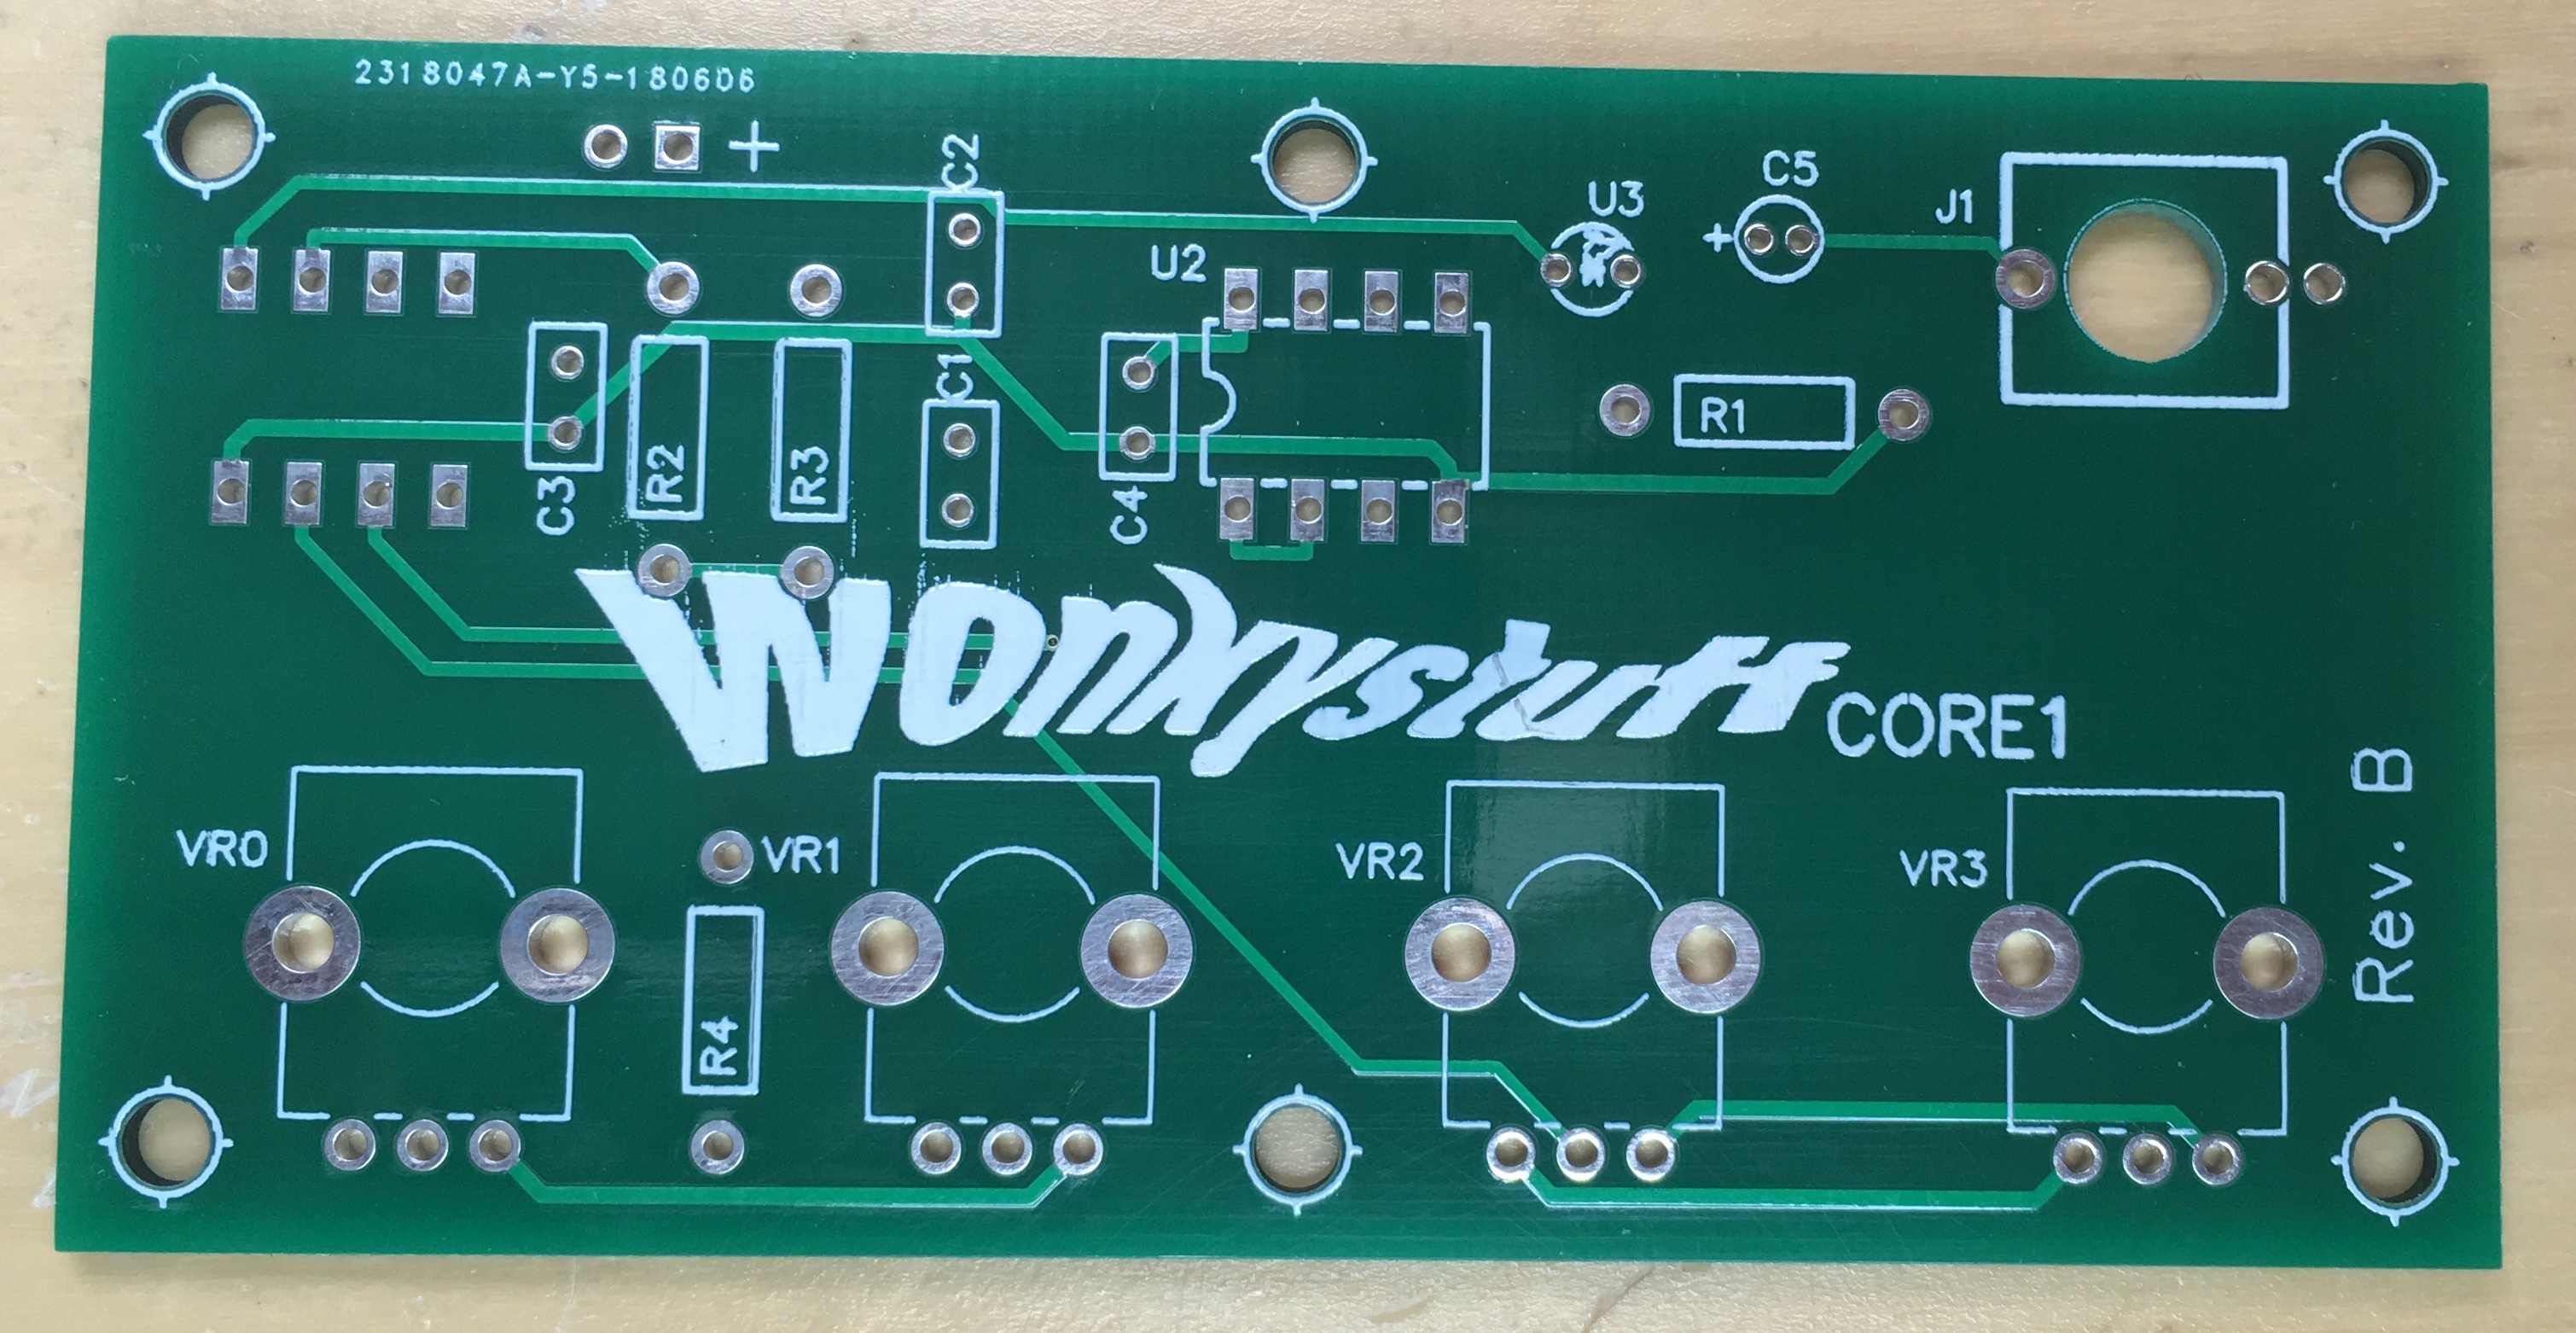 2318047A-Y5-180606
+
C2
U3
C5
+
J1
U2
C1
R1
R2
R3
C3
C4
Wonkystuff CORE1
Rev. B
VR0
VR1
VR2
VR3
R4